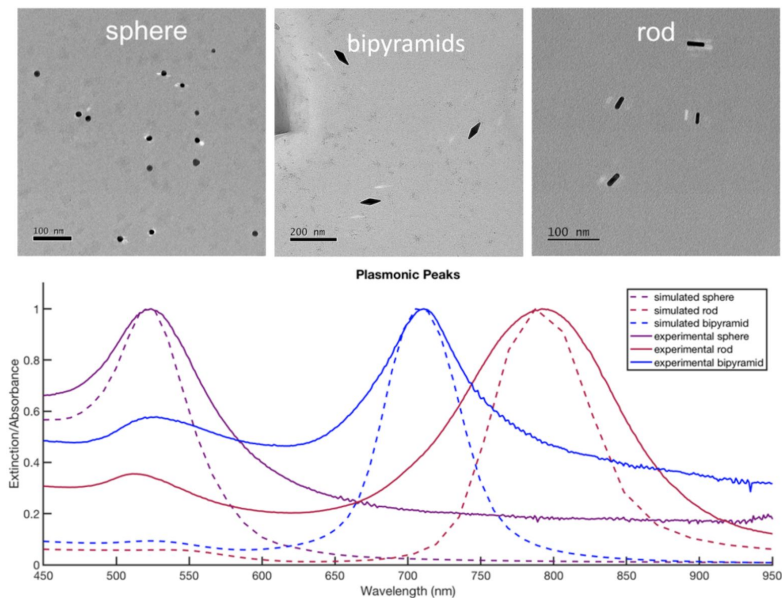 sphere
bipyramids
rod
100 nm
200 nm
100 nm
Plasmonic Peaks
Extinction/Absorbance
1
0.8
0.6
0.4
0.2
0
simulated sphere
simulated rod
simulated bipyramid
experimental sphere
experimental rod
experimental bipyramid
450 500 550 600 650 700 750 800 850 900 950
Wavelength (nm)